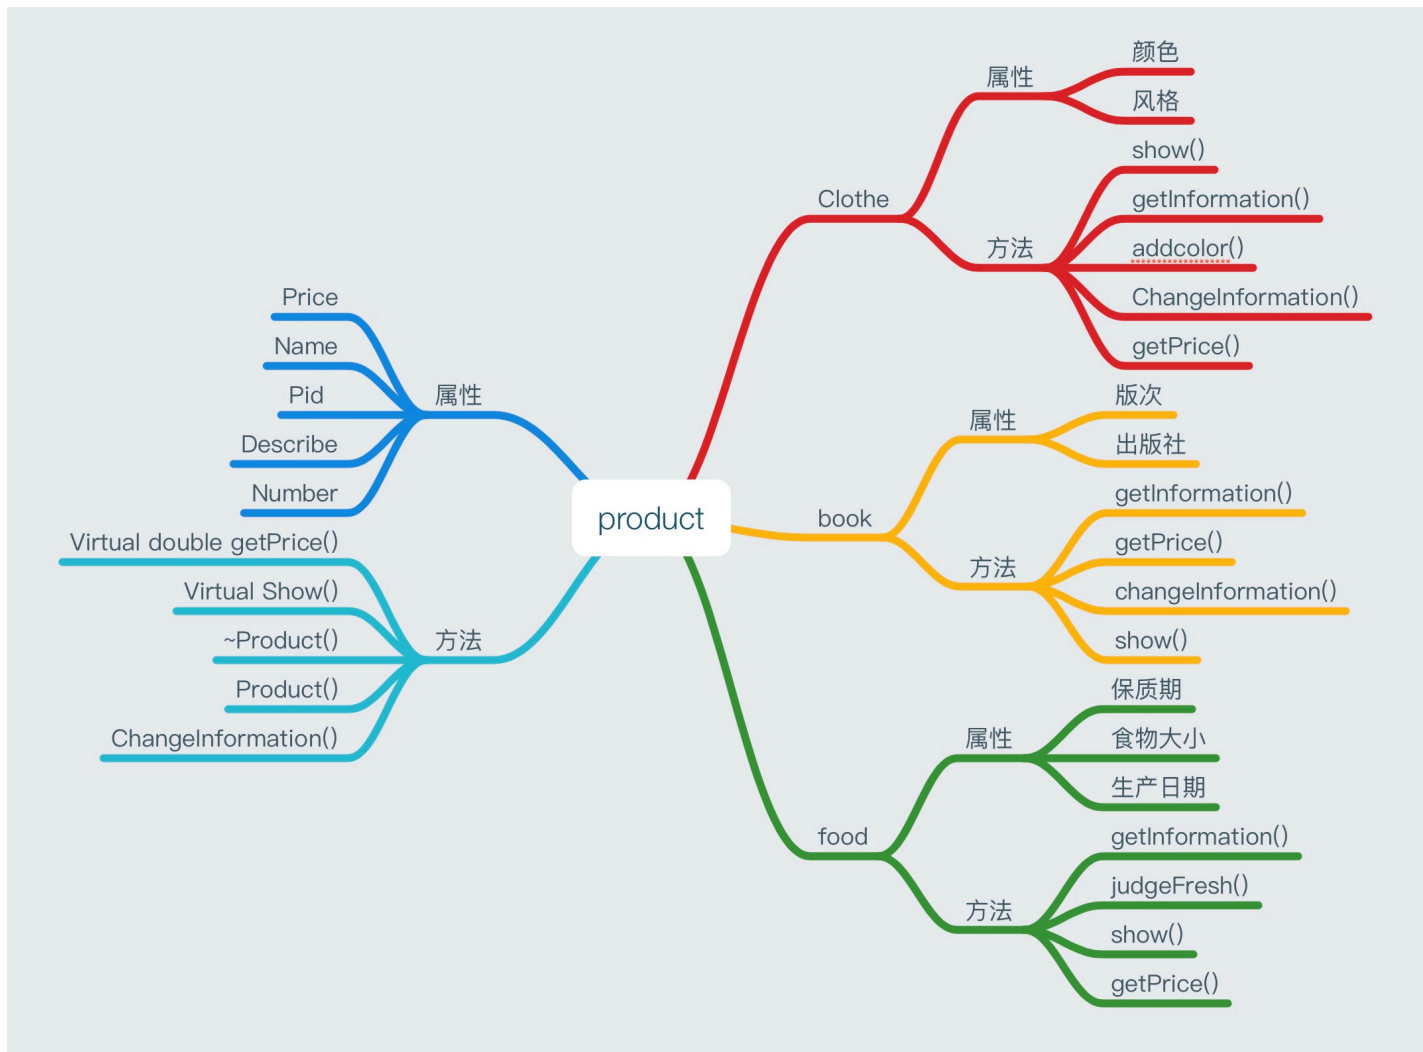 product
属性
Price
Name
Pid
Describe
Number
方法
Virtual double getPrice()
Virtual Show()
~Product()
Product()
ChangeInformation()
Clothe
属性
颜色
风格
方法
show()
getInformation()
addcolor()
ChangeInformation()
getPrice()
book
属性
版次
出版社
方法
getInformation()
getPrice()
changeInformation()
show()
food
属性
保质期
食物大小
生产日期
方法
getInformation()
judgeFresh()
show()
getPrice()